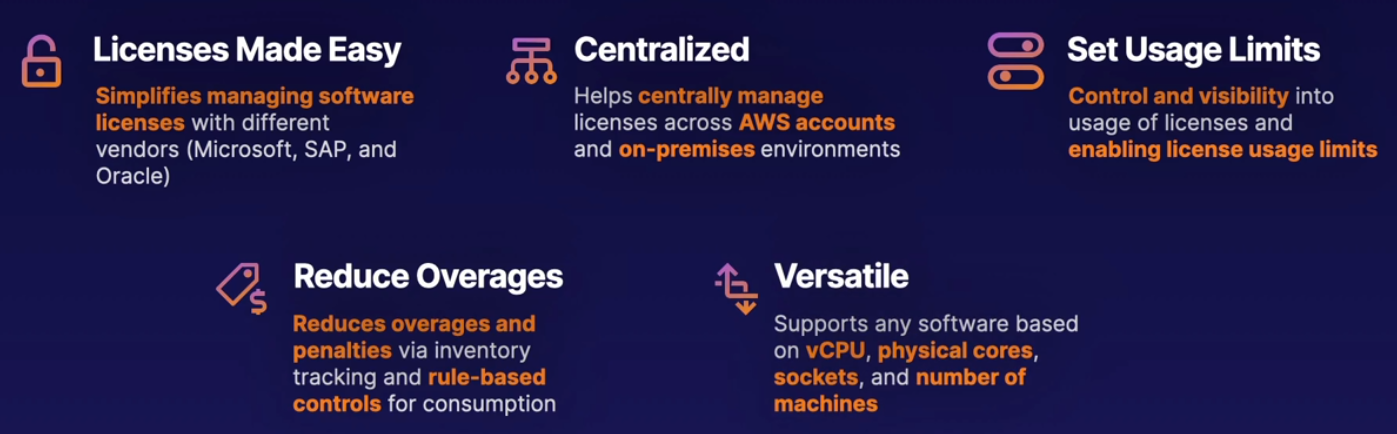 Licenses Made Easy
Simplifies managing software
licenses with different
vendors (Microsoft, SAP, and
Oracle)
Centralized
Helps centrally manage
licenses across AWS accounts
and on-premises environments
Set Usage Limits
Control and visibility into
usage of licenses and
enabling license usage limits
Reduce Overages
Reduces overages and
penalties via inventory
tracking and rule-based
controls for consumption
Versatile
Supports any software based
on vCPU, physical cores,
sockets, and number of
machines